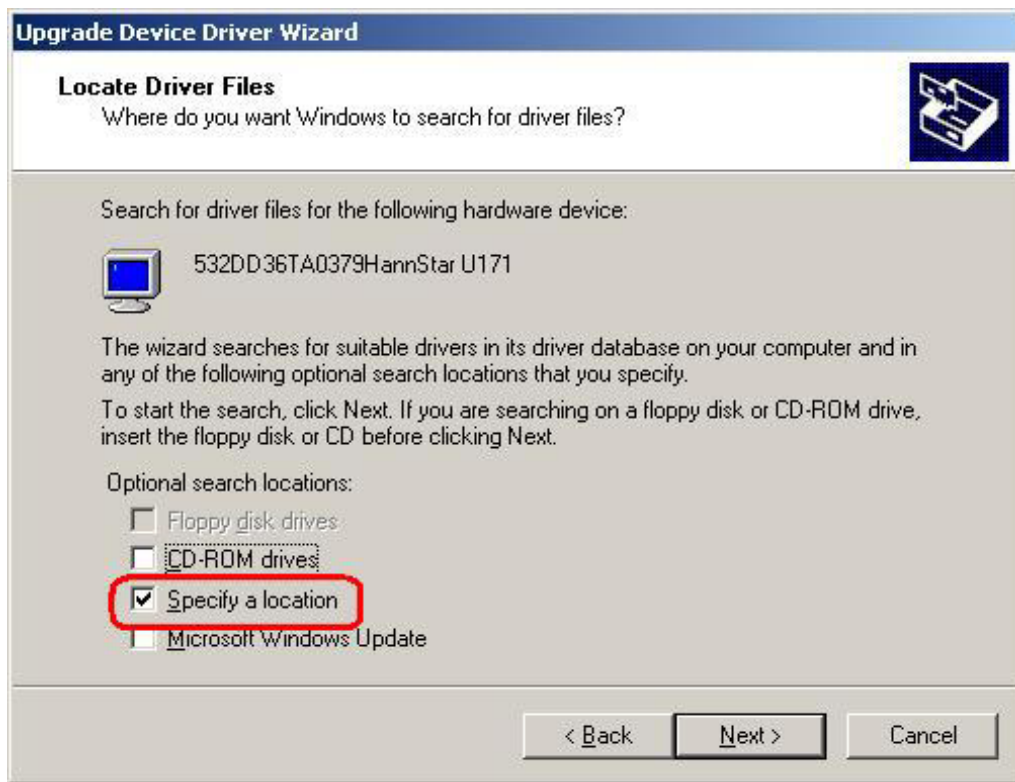 Upgrade Device Driver Wizard
Locate Driver Files
Where do you want Windows to search for driver files?
Search for driver files for the following hardware device:
532DD36TA0379HannStar U171
The wizard searches for suitable drivers in its driver database on your computer and in
any of the following optional search locations that you specify.
To start the search, click Next. If you are searching on a floppy disk or CD-ROM drive,
insert the floppy disk or CD before clicking Next.
Optional search locations:
Floppy disk drives
CD-ROM drives
Specify a location
Microsoft Windows Update
< Back
Next >
Cancel